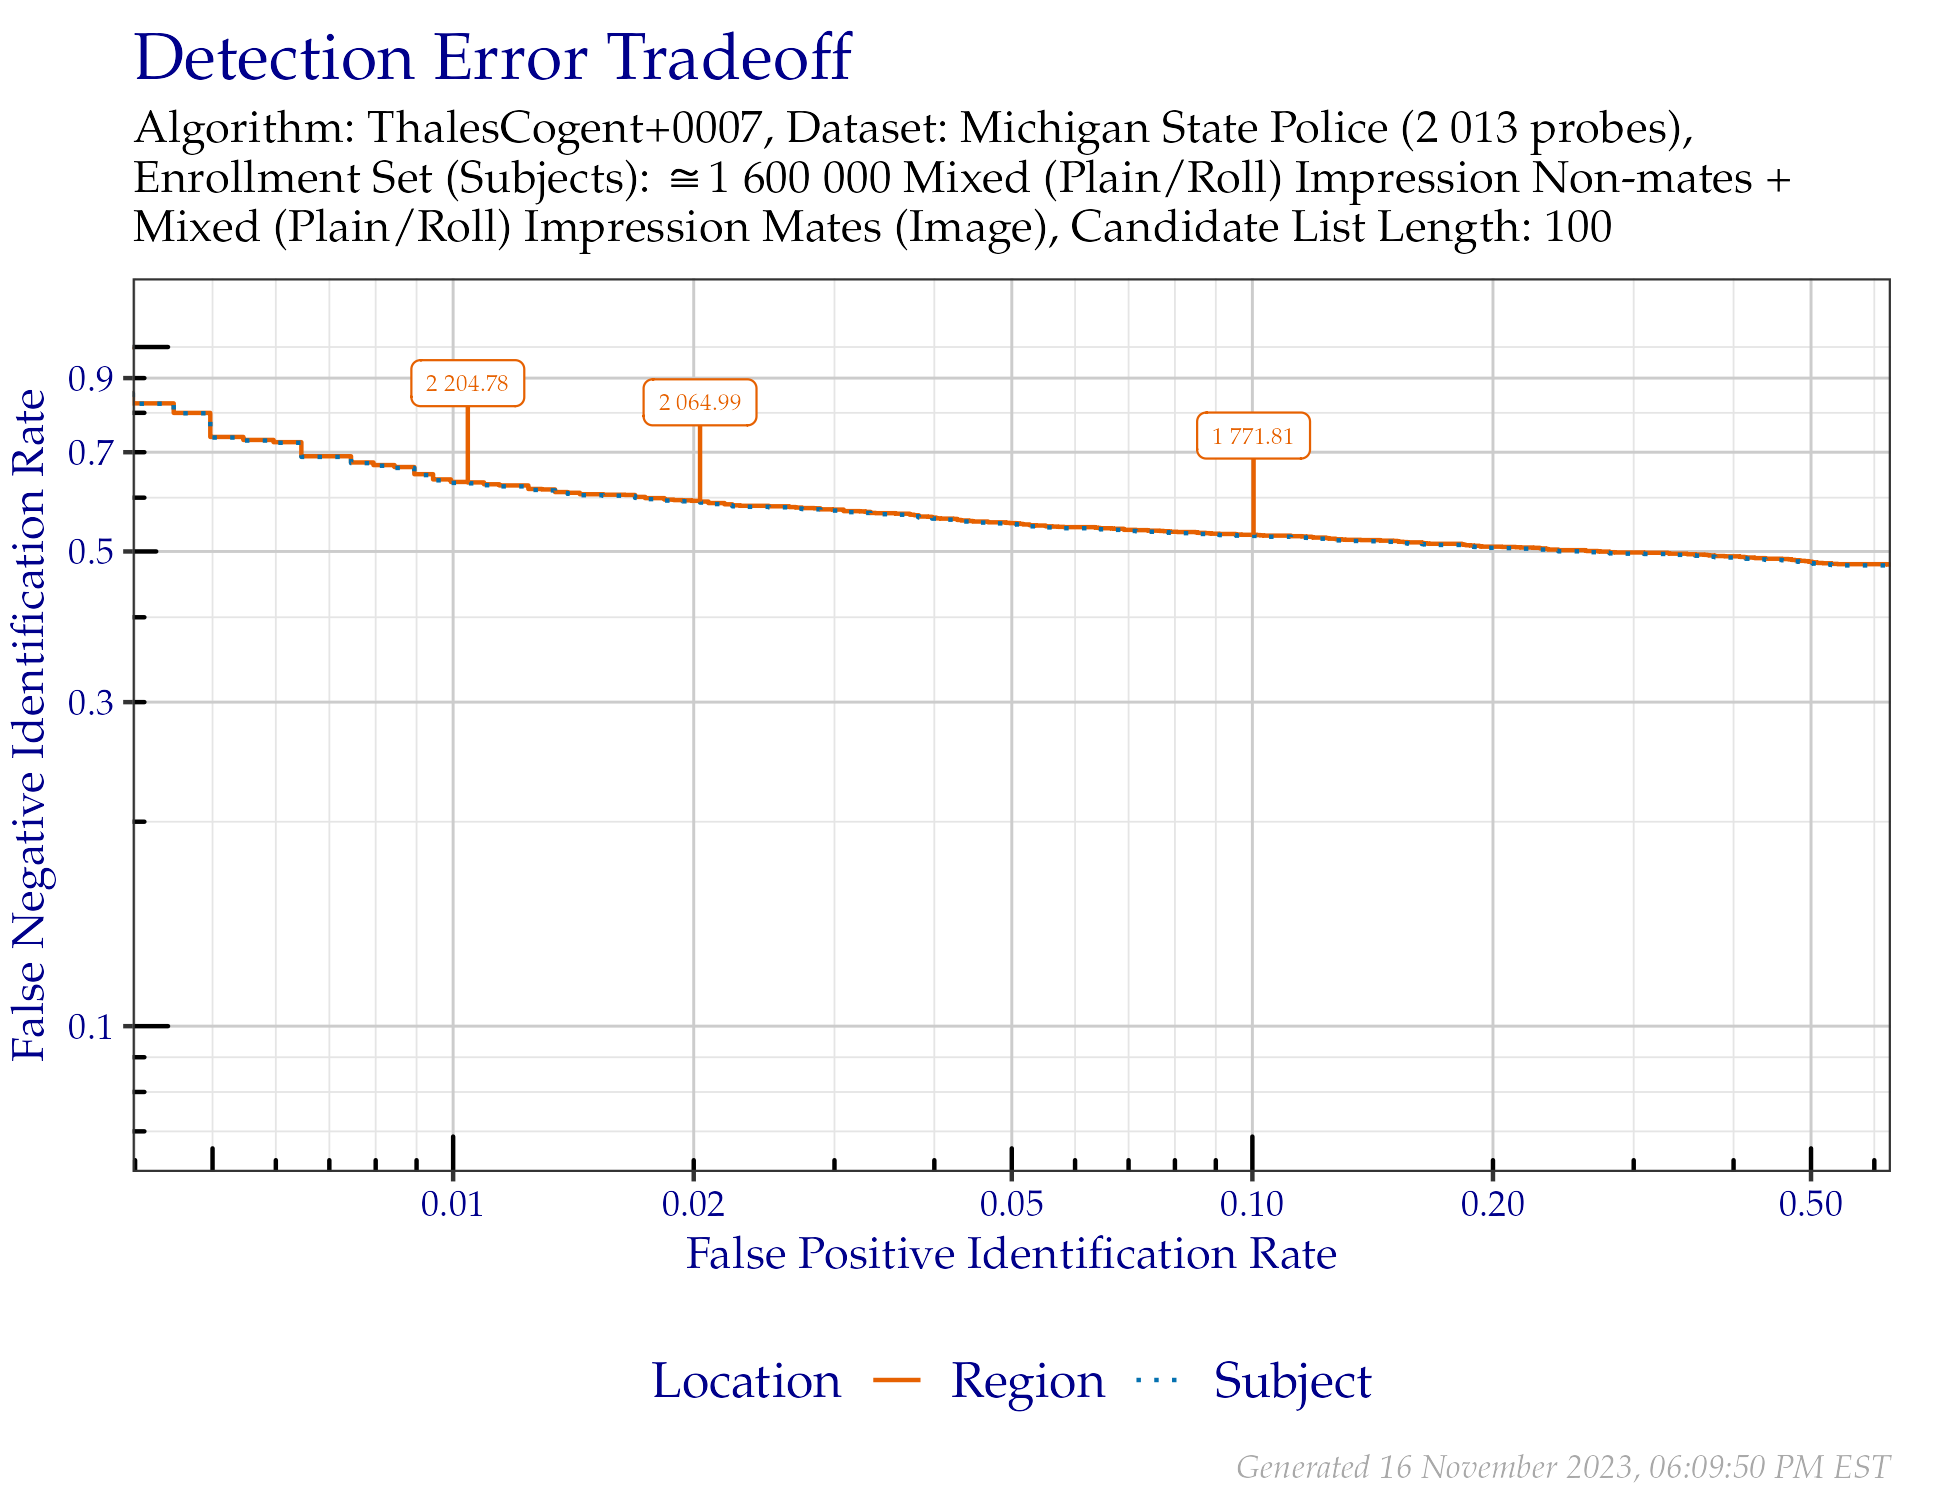 Detection Error Tradeoff
Algorithm: ThalesCogent+0007, Dataset: Michigan State Police (2 013 probes),
Enrollment Set (Subjects): ≅ 1 600 000 Mixed (Plain/Roll) Impression Non-mates +
Mixed (Plain/Roll) Impression Mates (Image), Candidate List Length: 100
False Negative Identification Rate
0.9
0.7
0.5
0.3
0.1
2 204.78
2 064.99
1 771.81
0.01 0.02 0.05 0.10 0.20 0.50
False Positive Identification Rate
Location Region Subject
Generated 16 November 2023, 06:09:50 PM EST